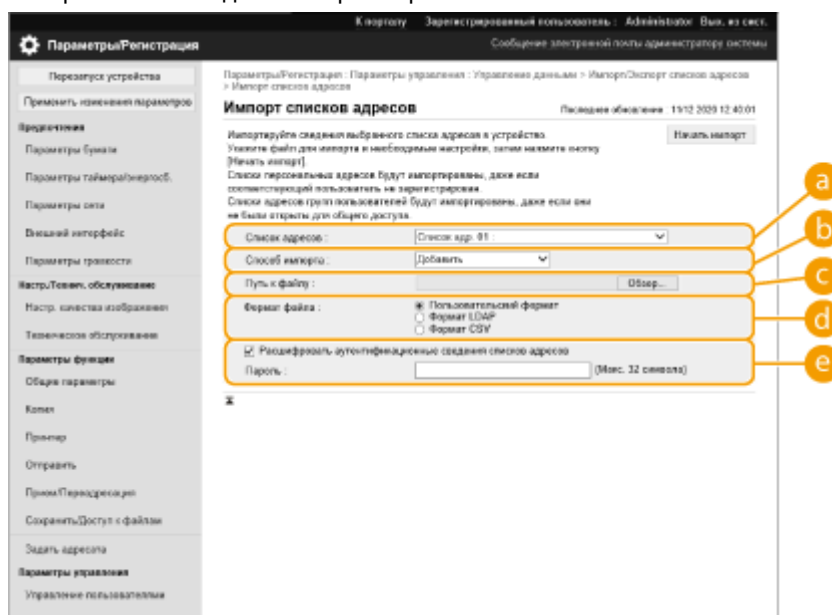 К порталу Зарегистрированный пользователь : Administrator Вых. из сист.
Параметры/Регистрация
Сообщение электронной почты администратору системы
Перезапуск устройства
Применить изменения параметров
Предпочтения
Параметры бумаги
Параметры таймера/энергосб.
Параметры сети
Внешний интерфейс
Параметры громкости
Настр./Технич. обслуживание
Настр. качества изображения
Техническое обслуживание
Параметры функции
Общие параметры
Копия
Принтер
Отправить
Прием/Переадресация
Сохранить/Доступ к файлам
Задать адресата
Параметры управления
Управление пользователями
Параметры/Регистрация : Параметры управления : Управление данными > Импорт/Экспорт списков адресов
> Импорт списков адресов
Импорт списков адресов
Последнее обновление : 11/12 2020 12:40:01
Импортируйте сведения выбранного списка адресов в устройство.
Укажите файл для импорта и необходимые настройки, затем нажмите кнопку
[Начать импорт].
Списки персональных адресов будут импортированы, даже если
соответствующий пользователь не зарегистрирован.
Списки адресов групп пользователей будут импортированы, даже если они
не были открыты для общего доступа.
Начать импорт
Список адресов :
Список адр. 01 :
a
Способ импорта :
Добавить
b
Путь к файлу :
Обзор...
c
Формат файла :
Пользовательский формат
Формат LDAP
Формат CSV
d
Расшифровать аутентификационные сведения списков адресов
Пароль :
(Макс. 32 символа)
e